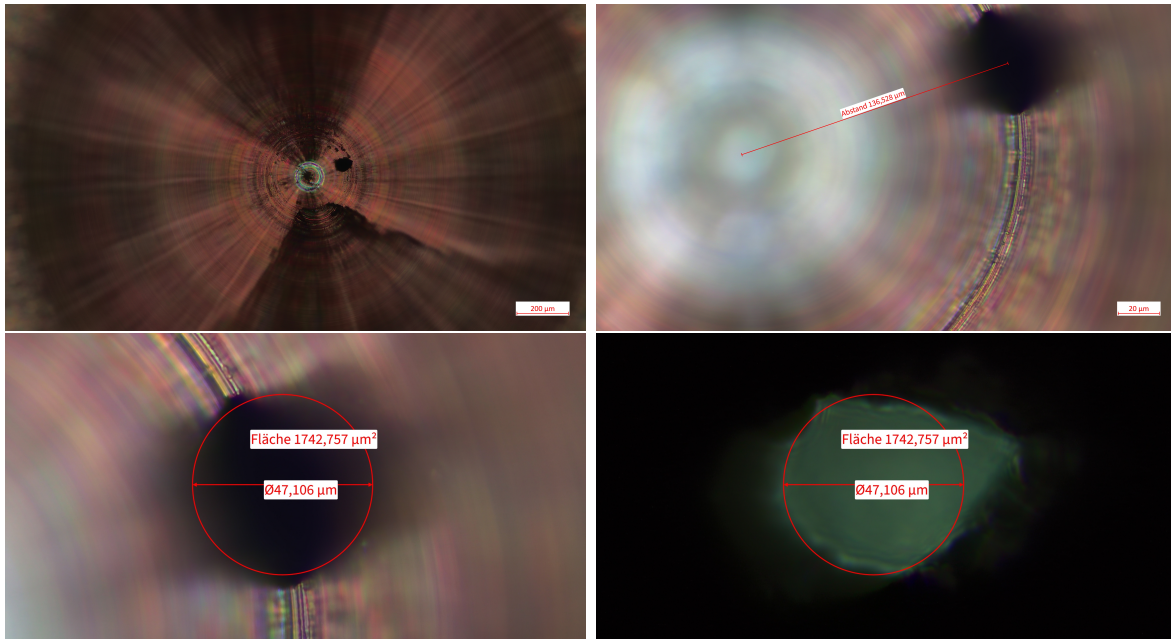 200 µm
Abstand 136,528 µm
20 µm
Fläche 1742,757 µm²
Ø47,106 µm
Fläche 1742,757 µm²
Ø47,106 µm